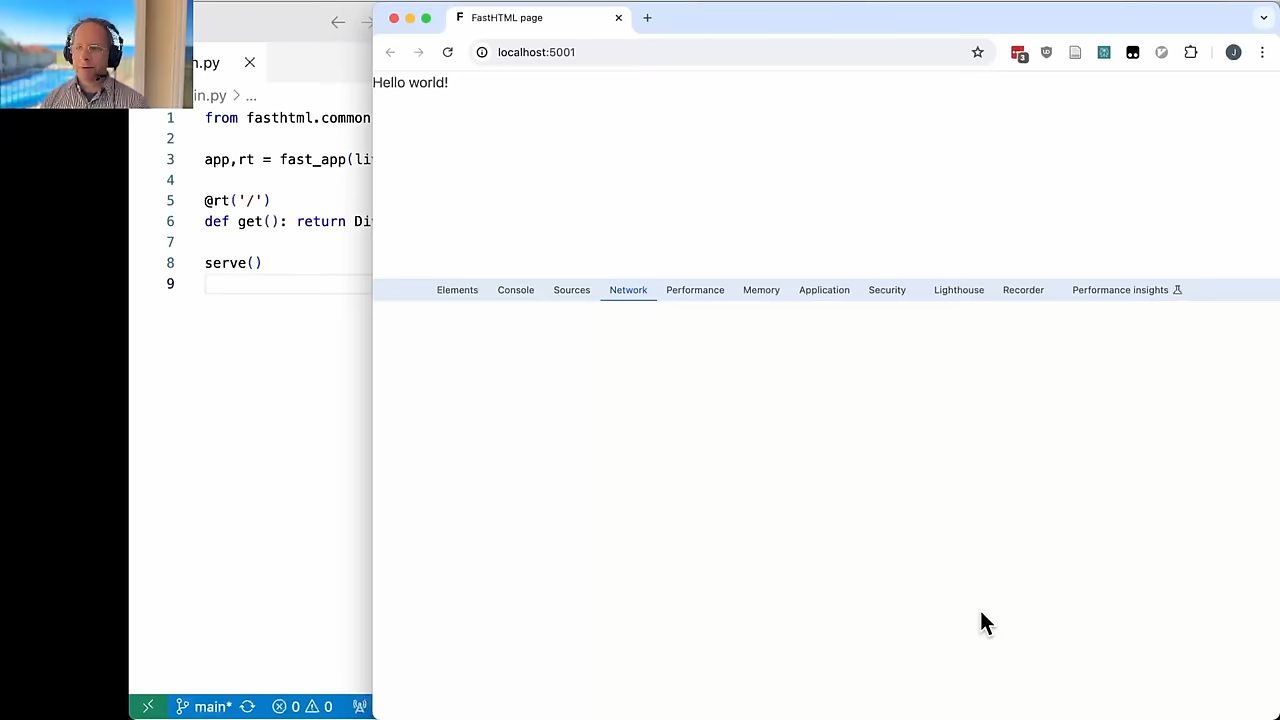 n.py
in.py > ...
1 from fasthtml.common
2
3 app,rt = fast_app(li
4
5 @rt('/')
6 def get(): return Di
7
8 serve()
9
main* 0 0
F FastHTML page
localhost:5001
3
J
Hello world!
Elements Console Sources Network Performance Memory Application Security Lighthouse Recorder Performance insights